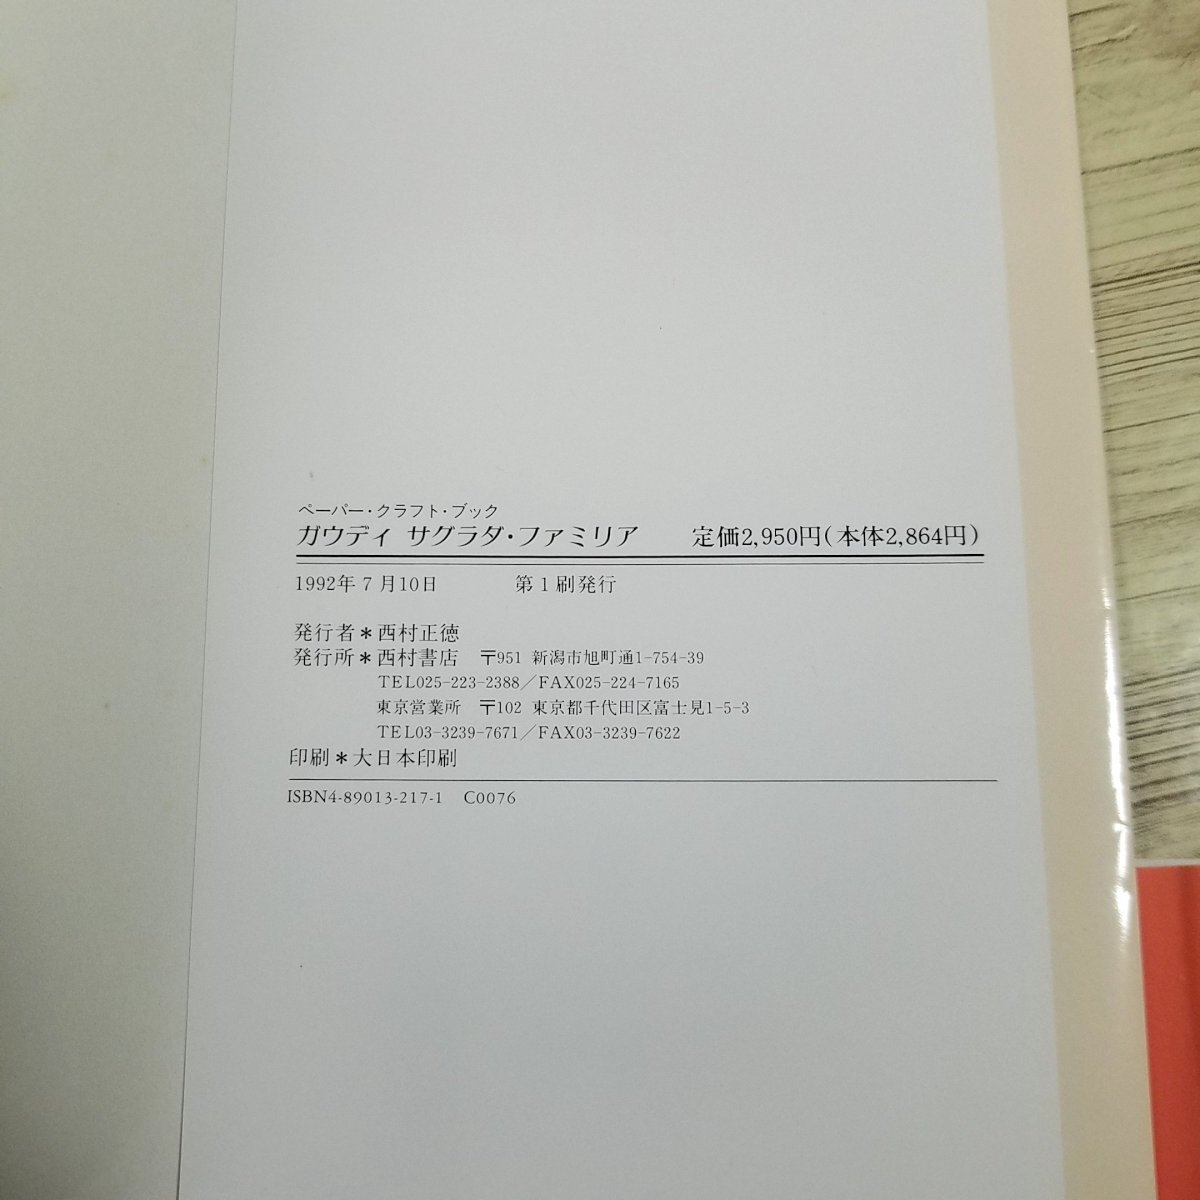 ペーパー・クラフト・ブック
ガウディ サグラダ・ファミリア 定価2,950円(本体2,864円)
1992年7月10日 第1刷発行
発行者＊西村正徳
発行所＊西村書店 〒951 新潟市旭町通1-754-39
TEL025-223-2388／FAX025-224-7165
東京営業所 〒102 東京都千代田区富士見1-5-3
TEL03-3239-7671／FAX03-3239-7622
印刷＊大日本印刷
ISBN4-89013-217-1 C0076